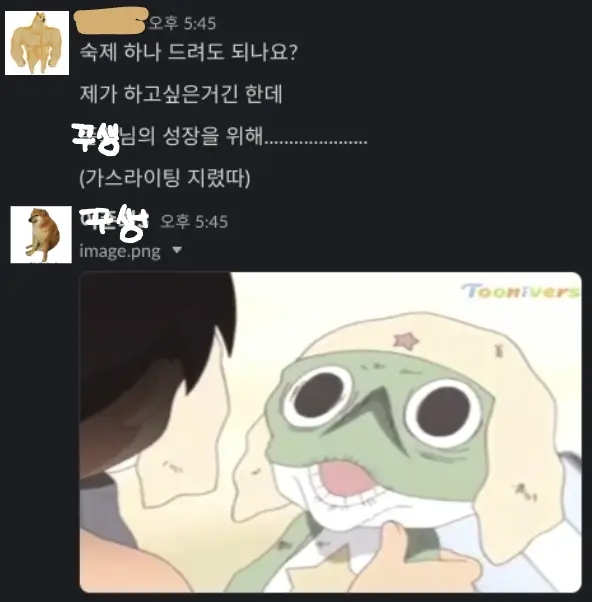 오후 5:45
숙제 하나 드려도 되나요?
제가 하고싶은거긴 한데
꾸생님의 성장을 위해.....................
(가스라이팅 지렸따)
꾸생 오후 5:45
image.png
Toonivers